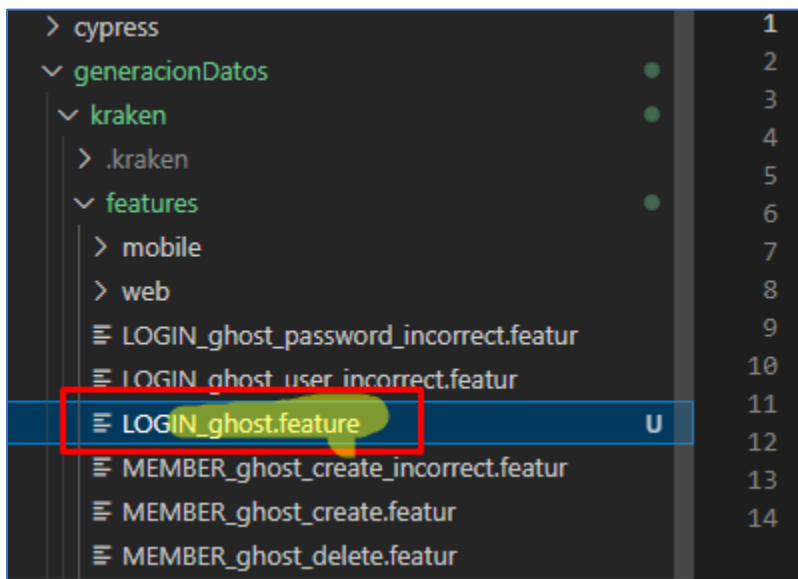 cypress
generacionDatos
kraken
.kraken
features
mobile
web
LOGIN_ghost_password_incorrect.featur
LOGIN_ghost_user_incorrect.featur
LOGIN_ghost.feature U
MEMBER_ghost_create_incorrect.featur
MEMBER_ghost_create.featur
MEMBER_ghost_delete.featur
1
2
3
4
5
6
7
8
9
10
11
12
13
14